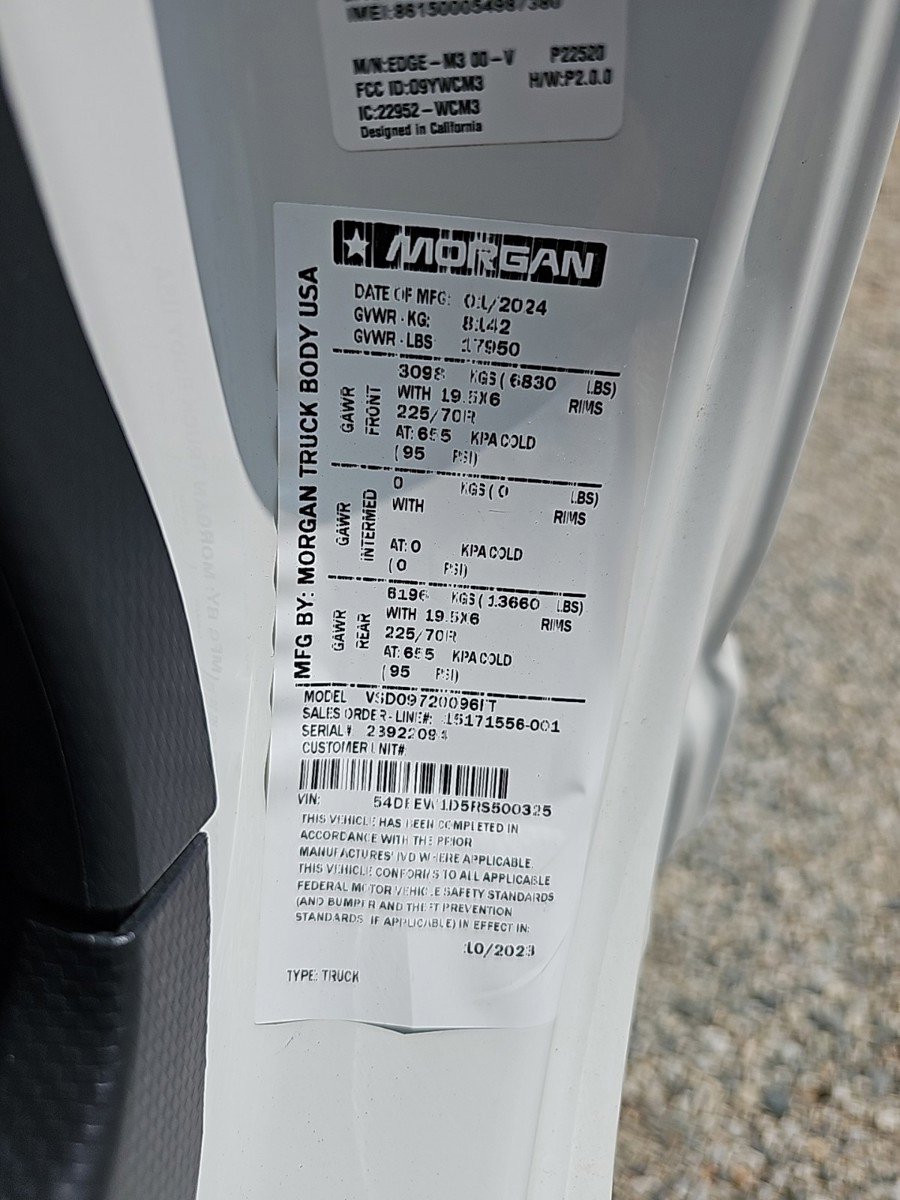 IMEI:861500054987380
M/N:EDGE-M3 00-V P22520
FCC ID:O9YWCM3 H/W:P2.0.0
IC:22952-WCM3
Designed in California
MORGAN
MFG BY: MORGAN TRUCK BODY USA
DATE OF MFG: 01/2024
GVWR - KG: 8142
GVWR - LBS 17950
GAWR FRONT
3098 KGS ( 6830 LBS)
WITH 19.5X6 RIMS
225/70R
AT: 655 KPA COLD
( 95 PSI)
GAWR INTERMED
0 KGS ( 0 LBS)
WITH RIMS
AT: 0 KPA COLD
( 0 PSI)
GAWR REAR
6196 KGS ( 13660 LBS)
WITH 19.5X6 RIMS
225/70R
AT: 655 KPA COLD
( 95 PSI)
MODEL
SALES ORDER - LINE#: 15171556-001
SERIAL#
CUSTOMER UNIT#
VIN:
THIS VEHICLE HAS BEEN COMPLETED IN
ACCORDANCE WITH THE PRIOR
MANUFACTURES' IVD WHERE APPLICABLE.
THIS VEHICLE CONFORMS TO ALL APPLICABLE
FEDERAL MOTOR VEHICLE SAFETY STANDARDS
(AND BUMPER AND THEFT PREVENTION
STANDARDS IF APPLICABLE) IN EFFECT IN:
10/2023
TYPE: TRUCK